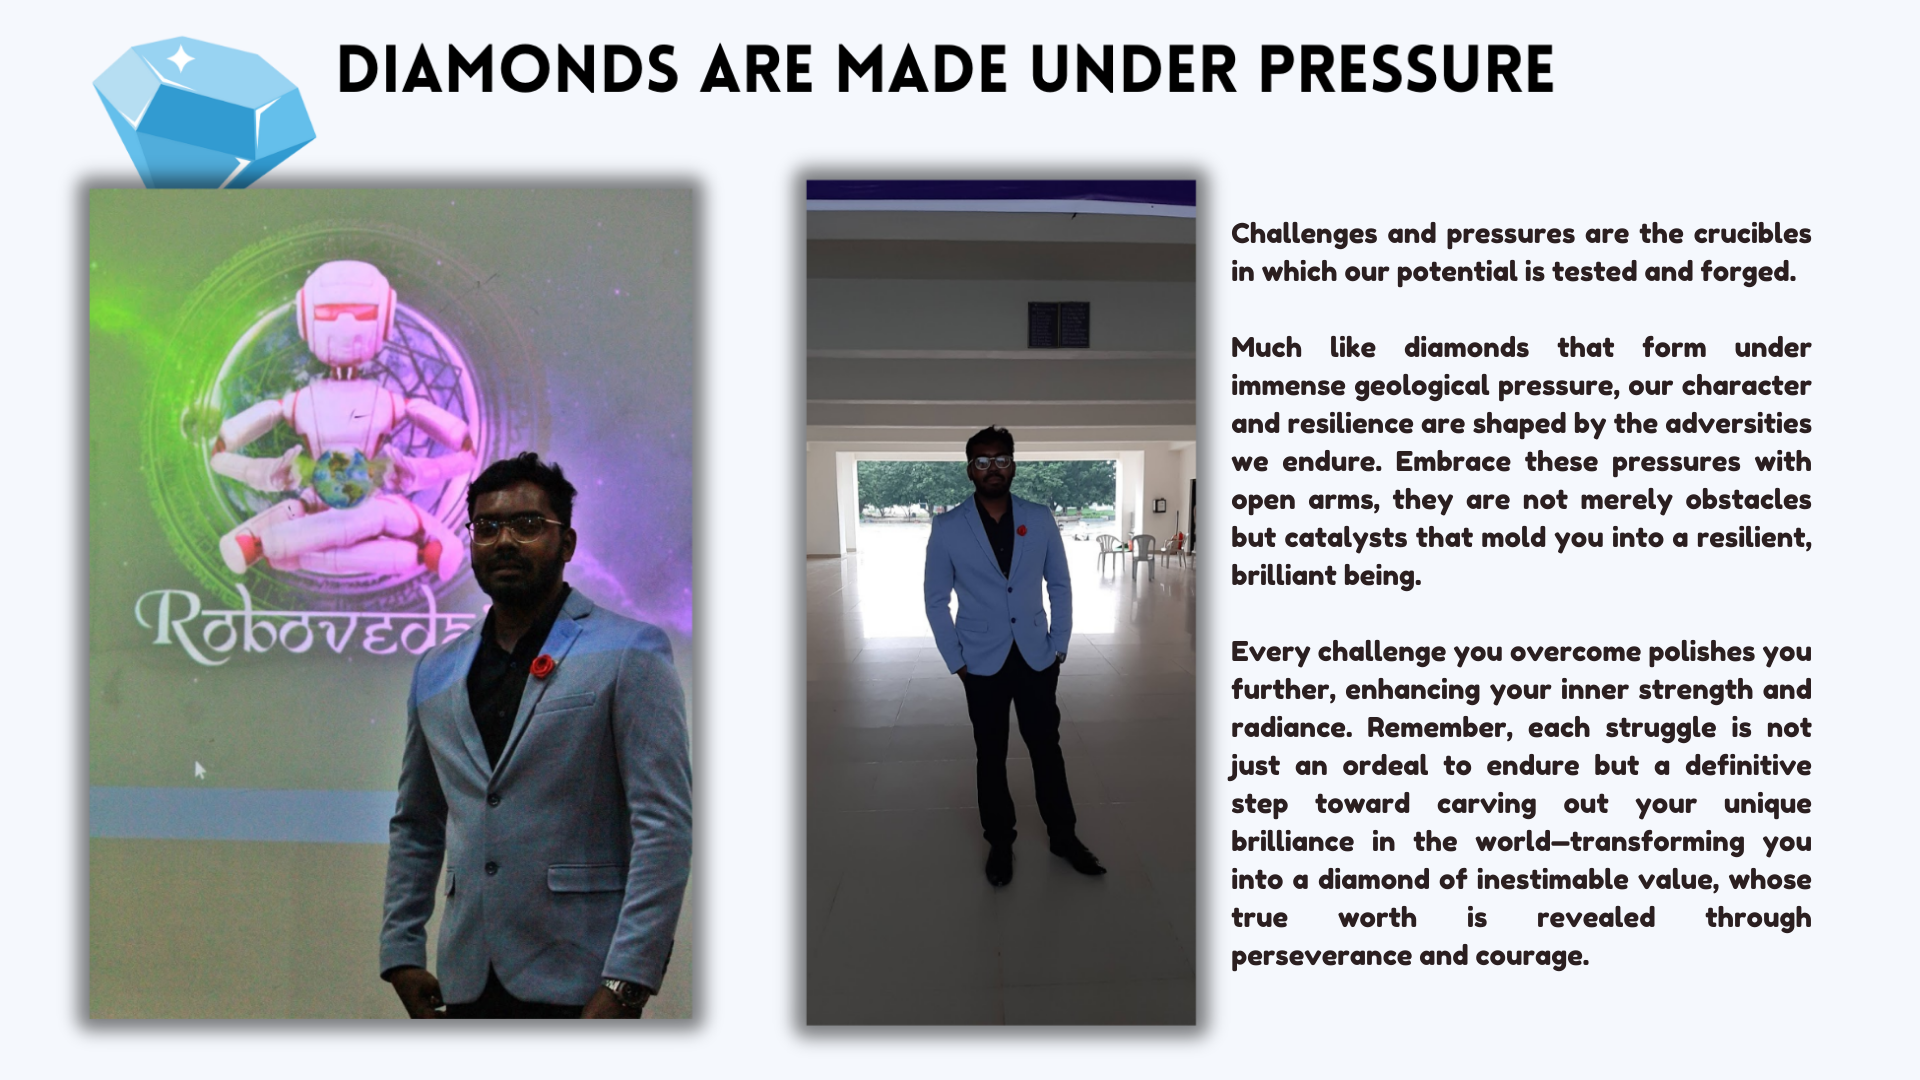 DIAMONDS ARE MADE UNDER PRESSURE
Roboveda
Challenges and pressures are the crucibles
in which our potential is tested and forged.
Much like diamonds that form under
immense geological pressure, our character
and resilience are shaped by the adversities
we endure. Embrace these pressures with
open arms, they are not merely obstacles
but catalysts that mold you into a resilient,
brilliant being.
Every challenge you overcome polishes you
further, enhancing your inner strength and
radiance. Remember, each struggle is not
just an ordeal to endure but a definitive
step toward carving out your unique
brilliance in the world—transforming you
into a diamond of inestimable value, whose
true worth is revealed through
perseverance and courage.